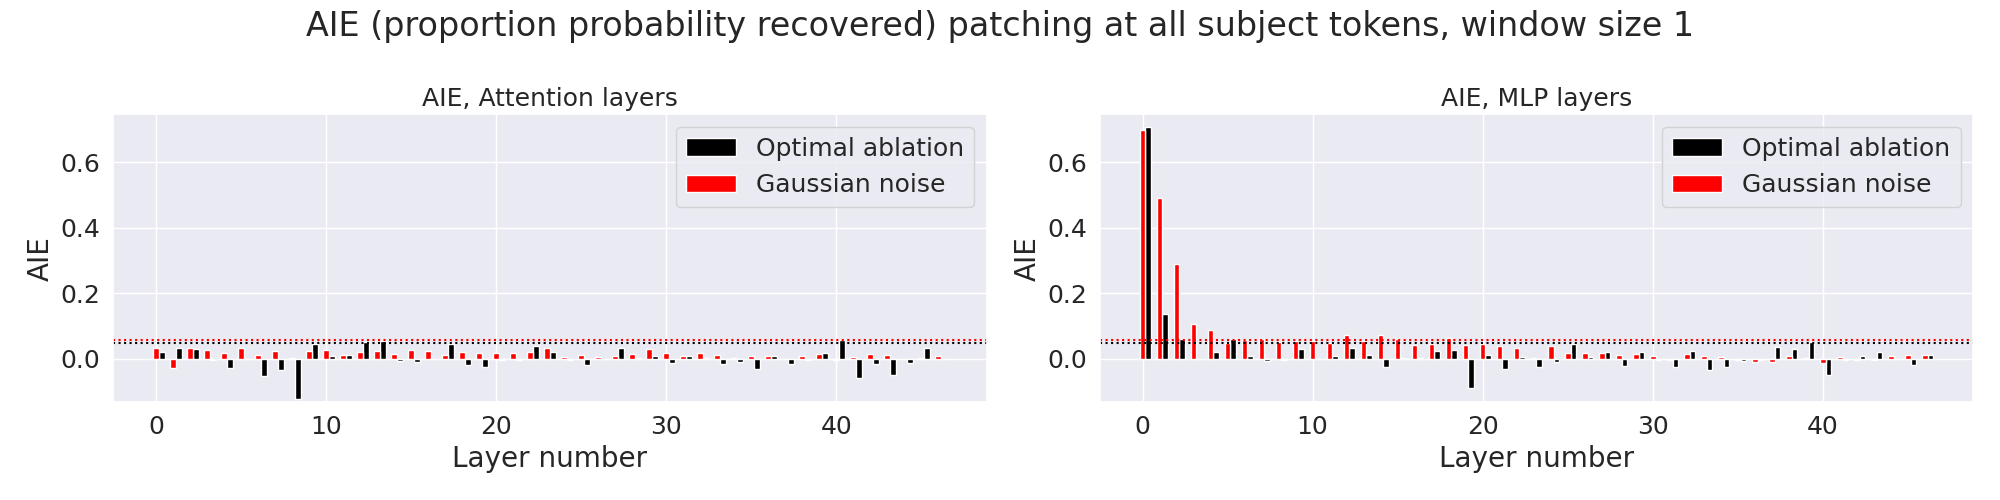 AIE (proportion probability recovered) patching at all subject tokens, window size 1
AIE, Attention layers
Optimal ablation
Gaussian noise
AIE
0.6
0.4
0.2
0.0
0 10 20 30 40
Layer number
AIE, MLP layers
Optimal ablation
Gaussian noise
AIE
0.6
0.4
0.2
0.0
0 10 20 30 40
Layer number